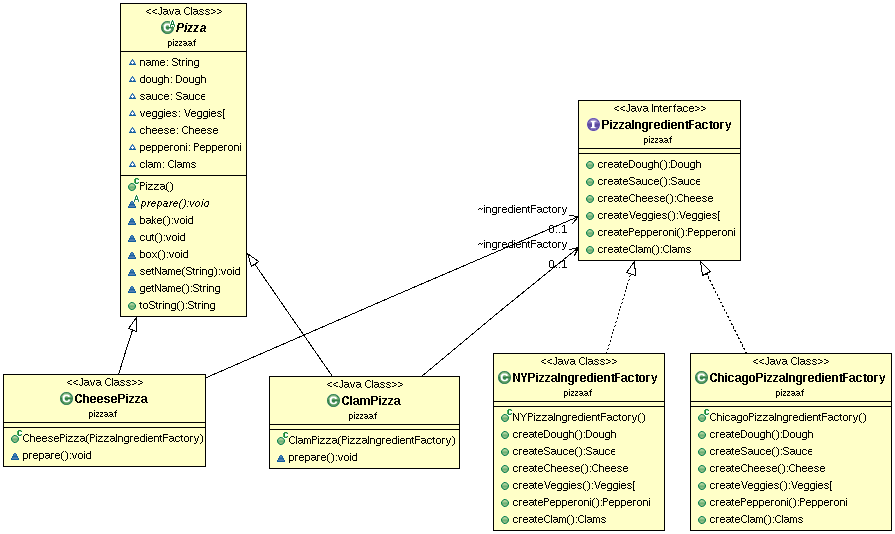 <<Java Class>>
Pizza
pizzaaf
name: String
dough: Dough
sauce: Sauce
veggies: Veggies[
cheese: Cheese
pepperoni: Pepperoni
clam: Clams
Pizza()
prepare():void
bake():void
cut():void
box():void
setName(String):void
getName():String
toString():String
<<Java Interface>>
PizzaIngredientFactory
pizzaaf
createDough():Dough
createSauce():Sauce
createCheese():Cheese
createVeggies():Veggies[
createPepperoni():Pepperoni
createClam():Clams
~ingredientFactory
0..1
~ingredientFactory
0..1
<<Java Class>>
CheesePizza
pizzaaf
CheesePizza(PizzaIngredientFactory)
prepare():void
<<Java Class>>
ClamPizza
pizzaaf
ClamPizza(PizzaIngredientFactory)
prepare():void
<<Java Class>>
NYPizzaIngredientFactory
pizzaaf
NYPizzaIngredientFactory()
createDough():Dough
createSauce():Sauce
createCheese():Cheese
createVeggies():Veggies[
createPepperoni():Pepperoni
createClam():Clams
<<Java Class>>
ChicagoPizzaIngredientFactory
pizzaaf
ChicagoPizzaIngredientFactory()
createDough():Dough
createSauce():Sauce
createCheese():Cheese
createVeggies():Veggies[
createPepperoni():Pepperoni
createClam():Clams